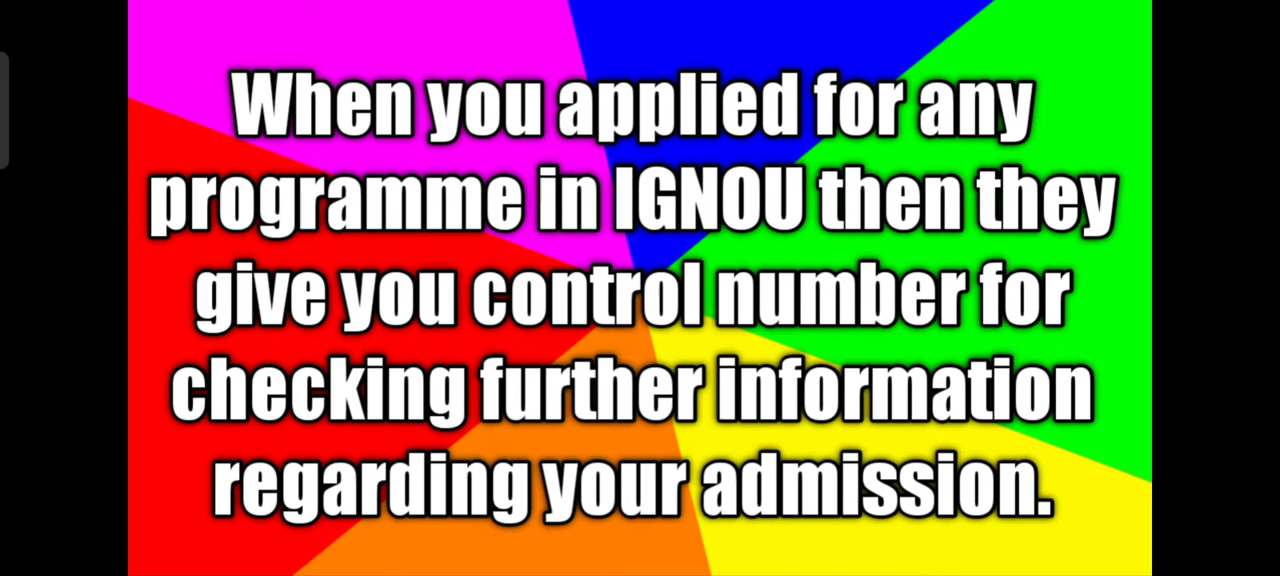 When you applied for any
programme in IGNOU then they
give you control number for
checking further information
regarding your admission.